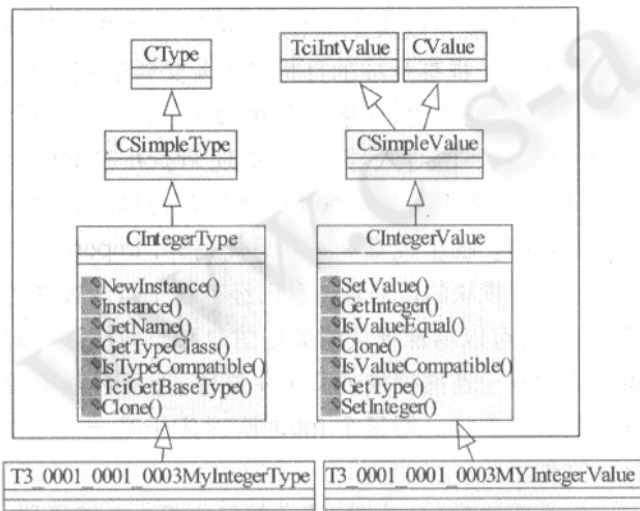 TciIntValue
CValue
CType
CSimpleType
CSimpleValue
CIntegerType
NewInstance()
Instance()
GetName()
GetTypeClass()
IsTypeCompatible()
TciGetBaseType()
Clone()
CIntegerValue
SetValue()
GetInteger()
IsValueEqual()
Clone()
IsValueCompatible()
GetType()
SetInteger()
T3_0001_0001_0003MyIntegerType
T3_0001_0001_0003MYIntegerValue
www.c-s-a